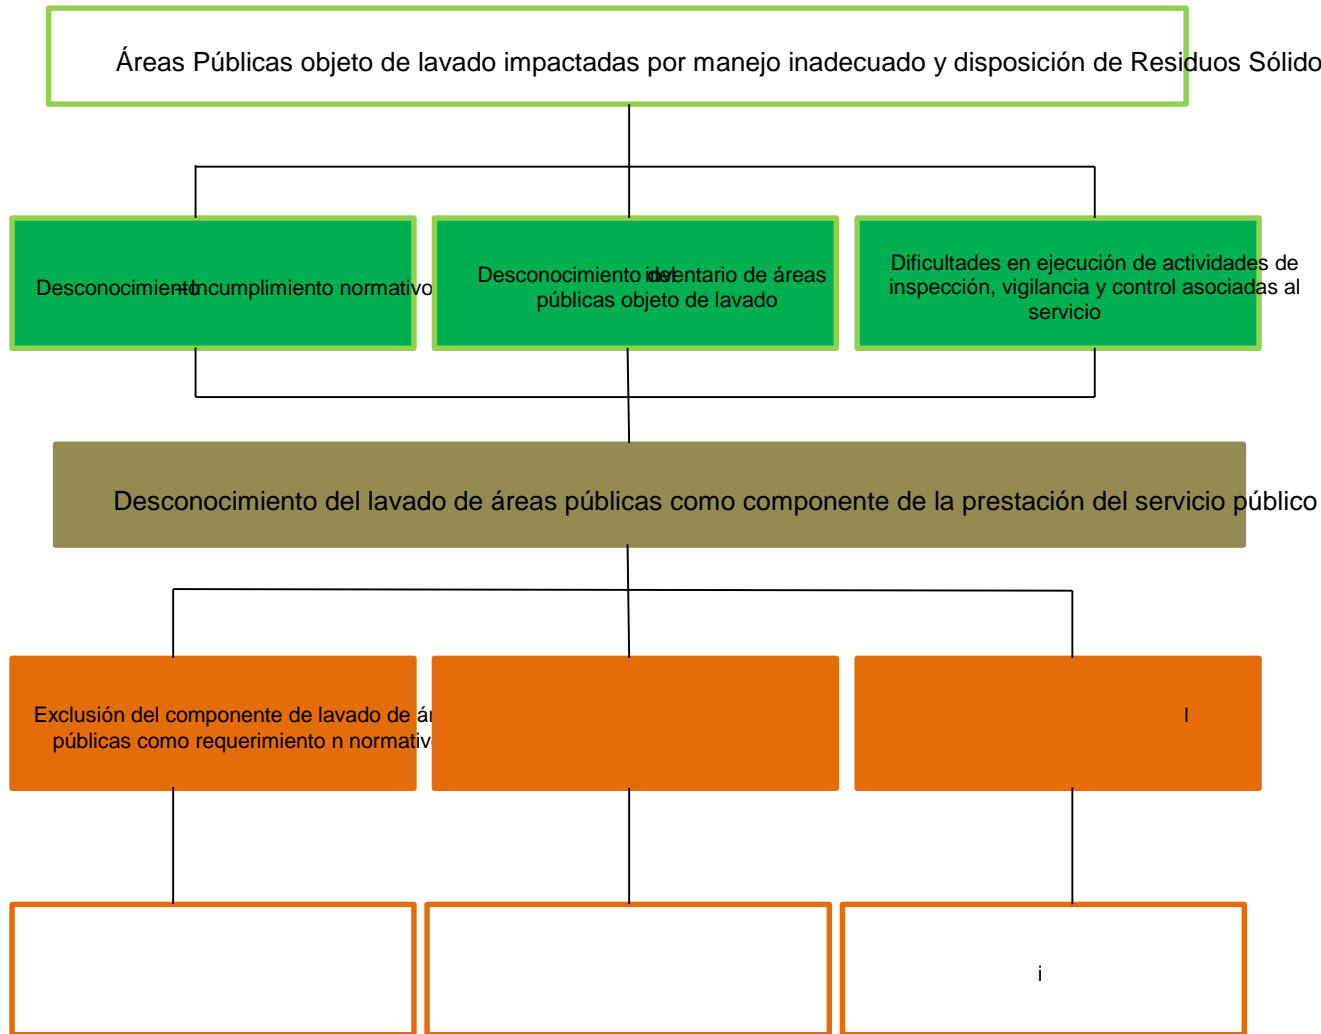 Áreas Públicas objeto de lavado impactadas por manejo inadecuado y disposición de Residuos Sólido
Desconocimiento – Incumplimiento normativo
Desconocimiento del inventario de áreas
públicas objeto de lavado
Dificultades en ejecución de actividades de
inspección, vigilancia y control asociadas al
servicio
Desconocimiento del lavado de áreas públicas como componente de la prestación del servicio público
Exclusión del componente de lavado de ár
públicas como requerimiento n normativ
l
i